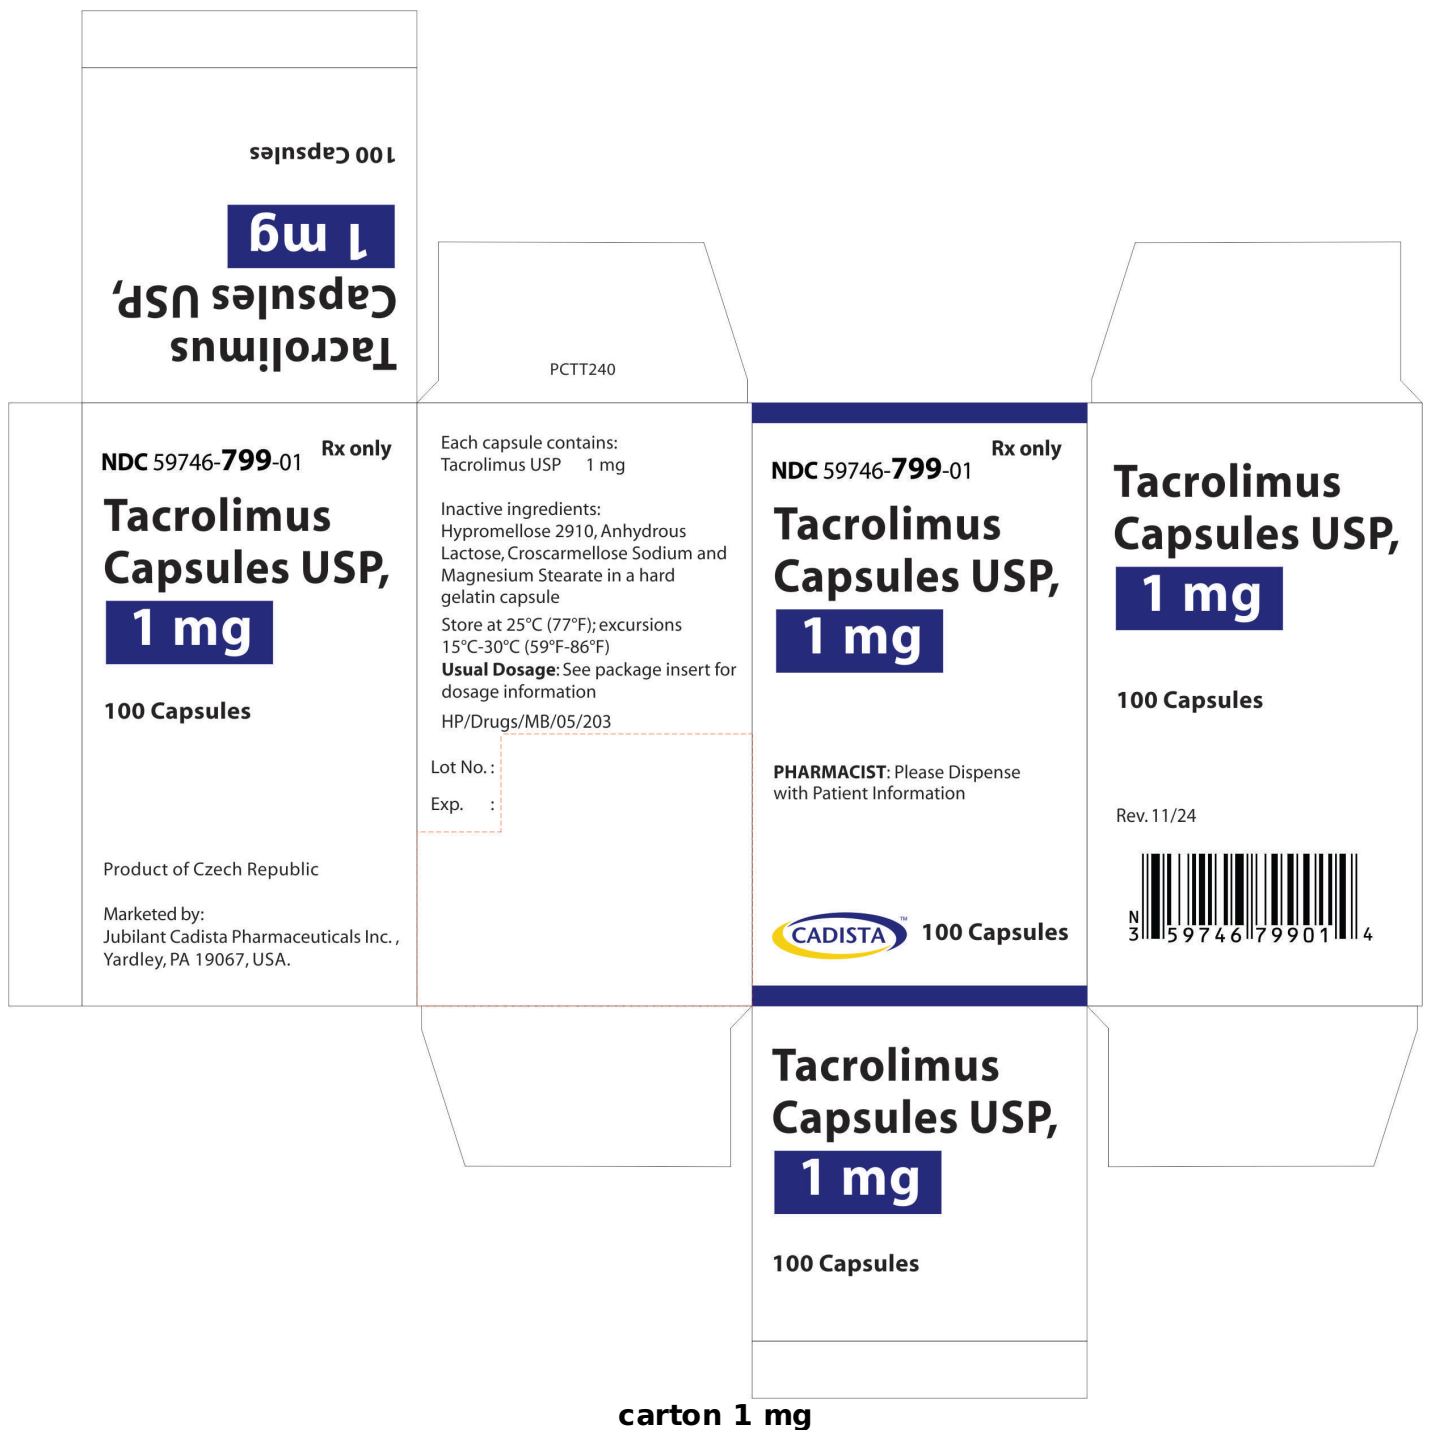 100 Capsules
1 mg
Capsules USP,
Tacrolimus
PCTT240
Rx only
NDC 59746-799-01
Tacrolimus
Capsules USP,
1 mg
100 Capsules
Product of Czech Republic
Marketed by:
Jubilant Cadista Pharmaceuticals Inc. ,
Yardley, PA 19067, USA.
Each capsule contains:
Tacrolimus USP 1 mg
Inactive ingredients:
Hypromellose 2910, Anhydrous
Lactose, Croscarmellose Sodium and
Magnesium Stearate in a hard
gelatin capsule
Store at 25°C (77°F); excursions
15°C-30°C (59°F-86°F)
Usual Dosage: See package insert for
dosage information
HP/Drugs/MB/05/203
Lot No. :
Exp. :
Rx only
NDC 59746-799-01
Tacrolimus
Capsules USP,
1 mg
PHARMACIST: Please Dispense
with Patient Information
CADISTA™ 100 Capsules
Tacrolimus
Capsules USP,
1 mg
100 Capsules
Rev. 11/24
N
3 59746 79901 4
Tacrolimus
Capsules USP,
1 mg
100 Capsules
carton 1 mg